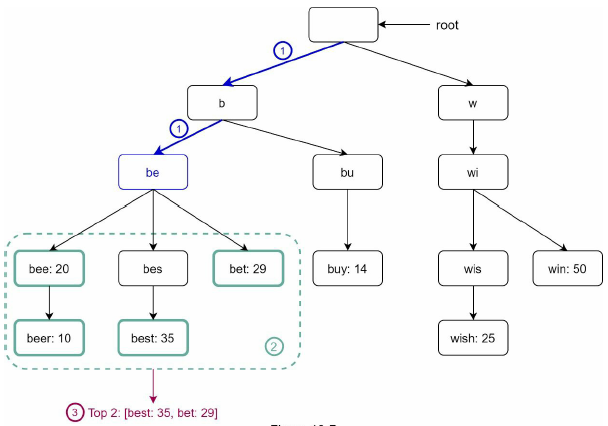 root
1
b
w
1
be
bu
wi
bee: 20
bes
bet: 29
buy: 14
wis
win: 50
beer: 10
best: 35
2
wish: 25
3 Top 2: [best: 35, bet: 29]